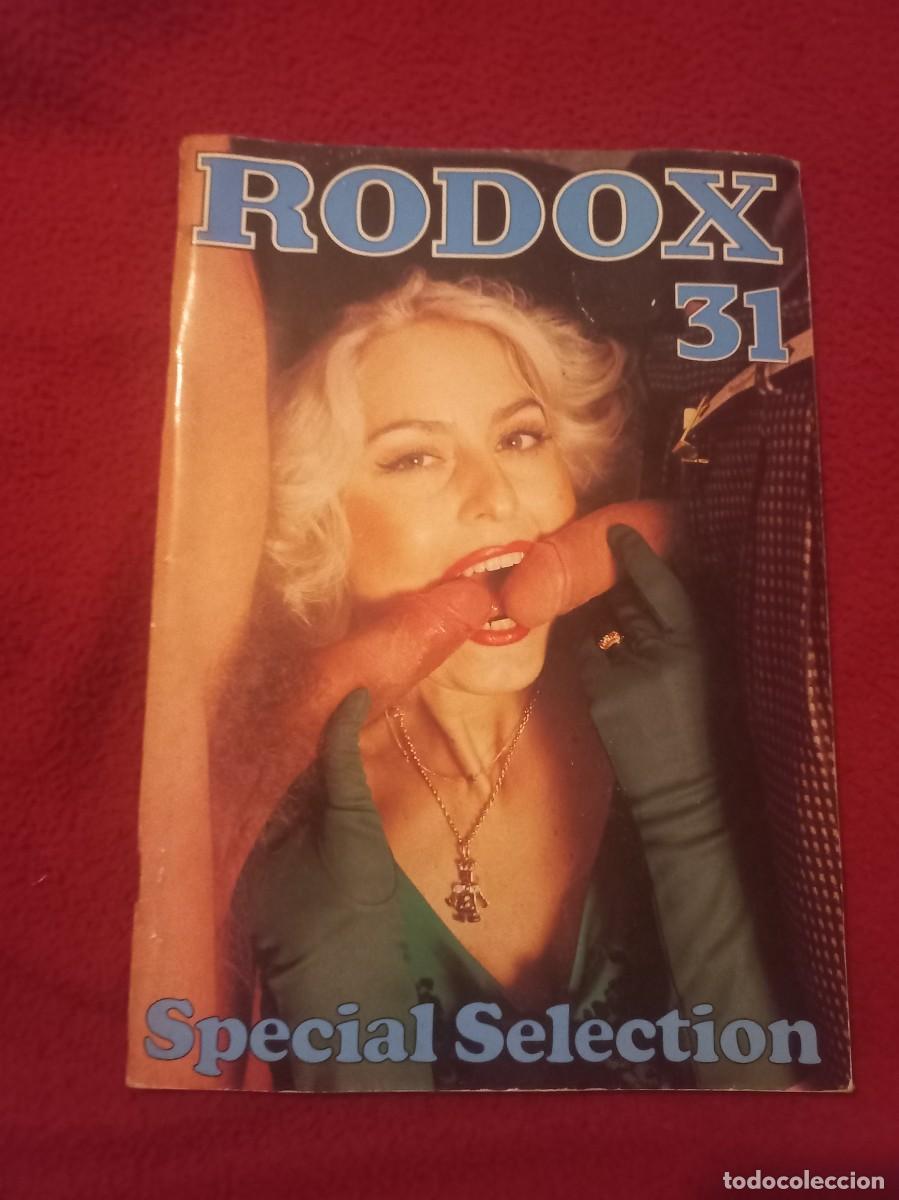 RODOX
31
Special Selection
todocoleccion